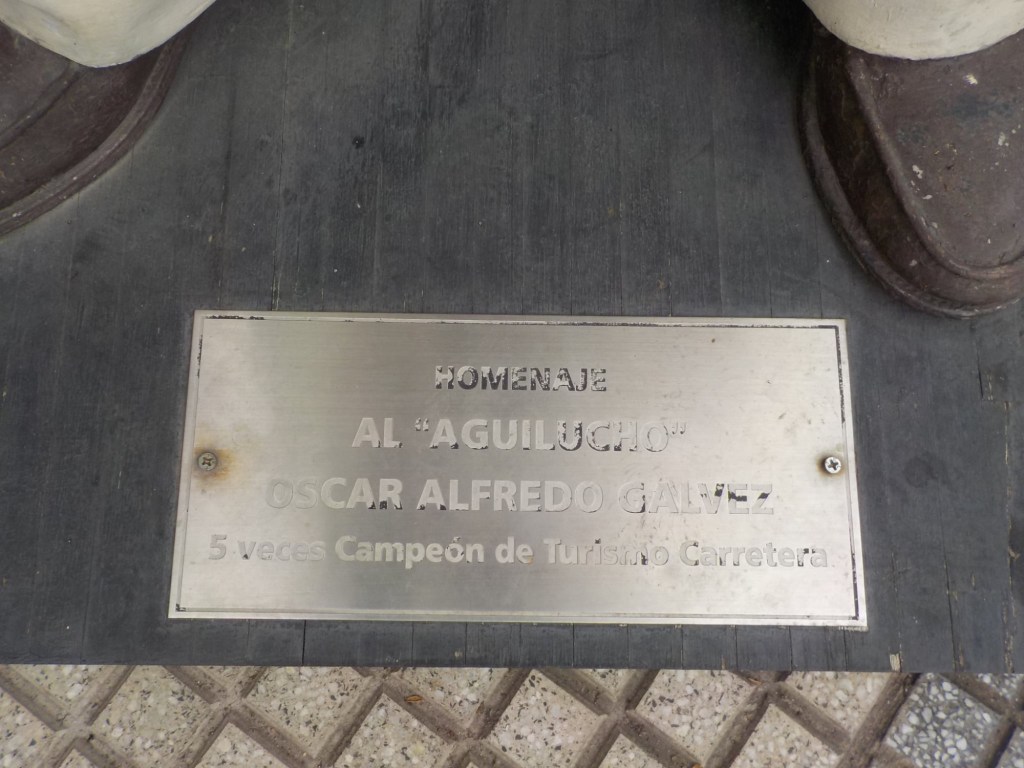 HOMENAJE
AL "AGUILUCHO"
OSCAR ALFREDO GALVEZ
5 veces Campeón de Turismo Carretera